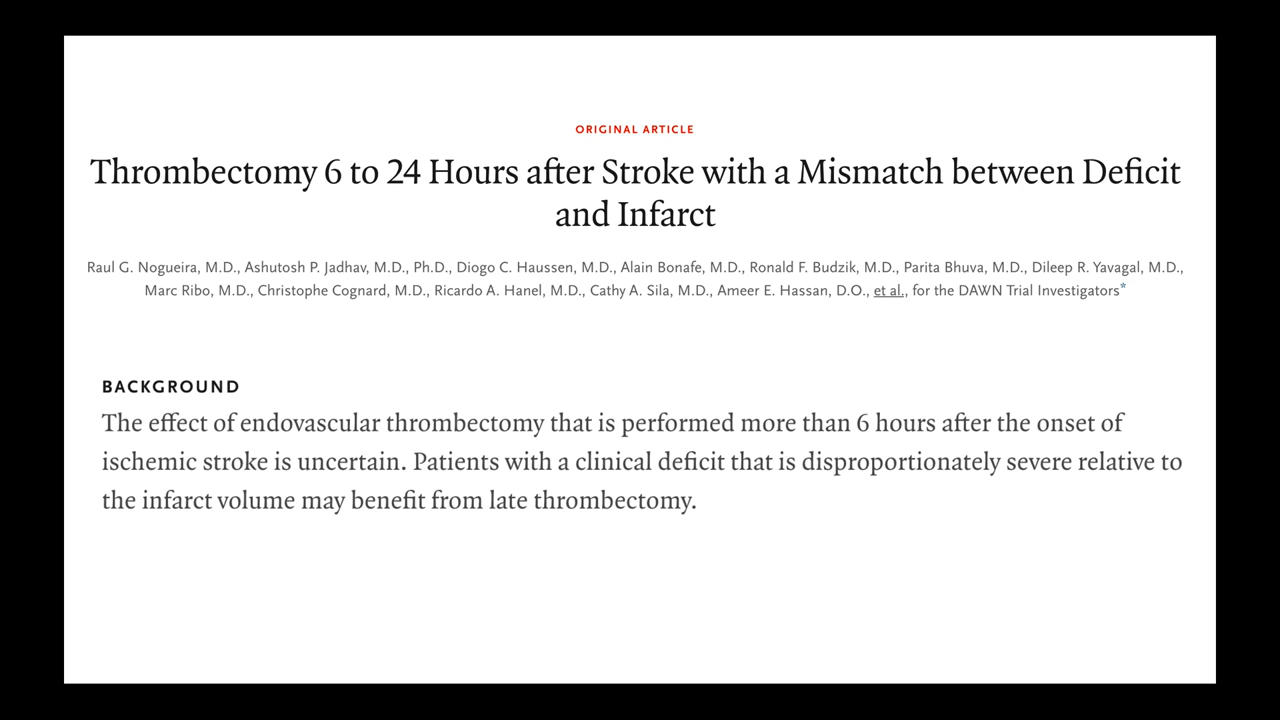 ORIGINAL ARTICLE
Thrombectomy 6 to 24 Hours after Stroke with a Mismatch between Deficit
and Infarct
Raul G. Nogueira, M.D., Ashutosh P. Jadhav, M.D., Ph.D., Diogo C. Haussen, M.D., Alain Bonafe, M.D., Ronald F. Budzik, M.D., Parita Bhuva, M.D., Dileep R. Yavagal, M.D.,
Marc Ribo, M.D., Christophe Cognard, M.D., Ricardo A. Hanel, M.D., Cathy A. Sila, M.D., Ameer E. Hassan, D.O., et al., for the DAWN Trial Investigators*
BACKGROUND
The effect of endovascular thrombectomy that is performed more than 6 hours after the onset of
ischemic stroke is uncertain. Patients with a clinical deficit that is disproportionately severe relative to
the infarct volume may benefit from late thrombectomy.